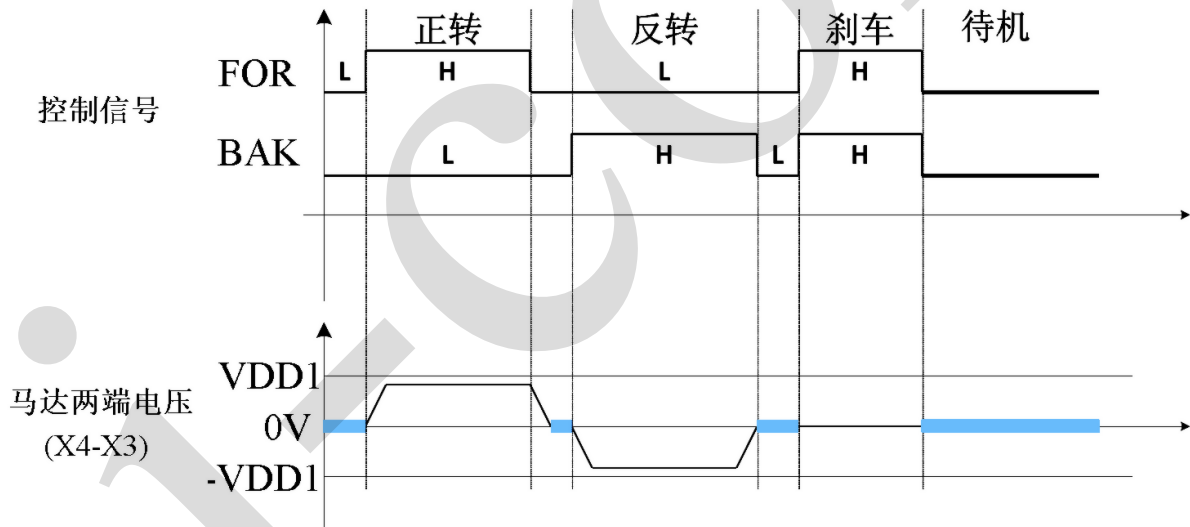 正转 反转 刹车 待机
FOR L H L H
控制信号
BAK L H L H
VDD1
马达两端电压
0V
(X4-X3)
-VDD1